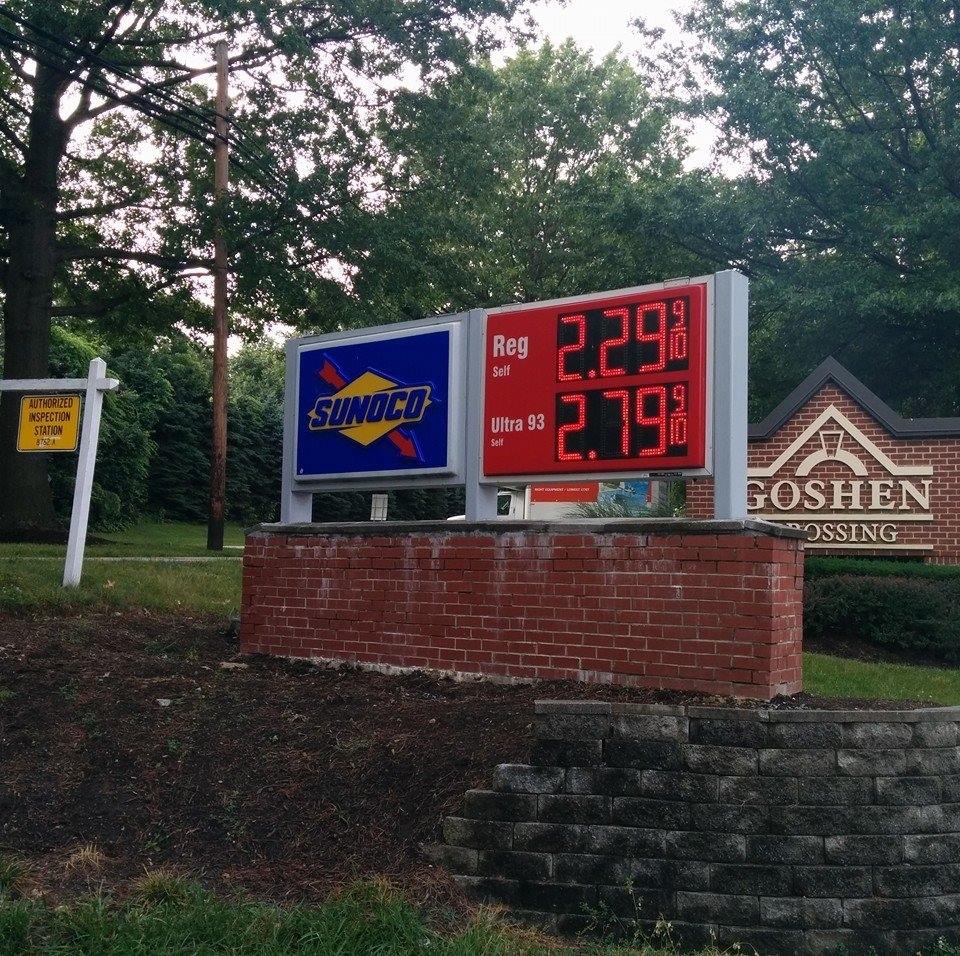 AUTHORIZED
INSPECTION
STATION
SUNOCO
Reg
Self
2.29 9/10
Ultra 93
Self
2.79 9/10
GOSHEN
CROSSING